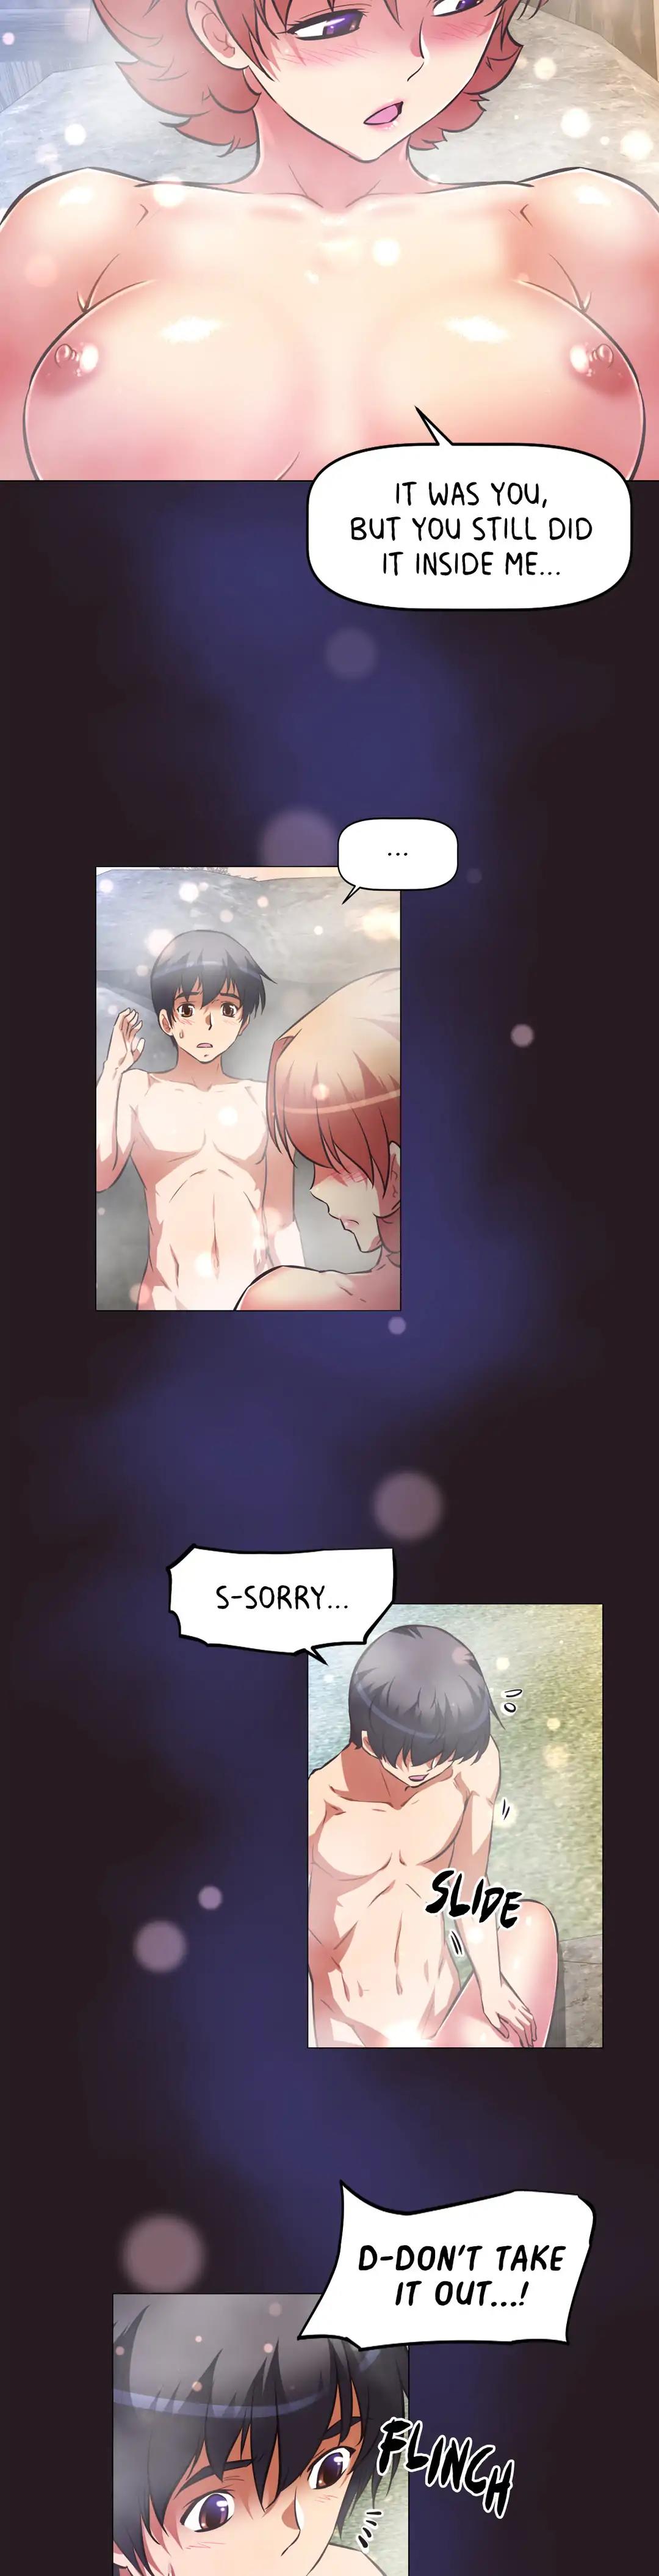 IT WAS YOU,
BUT YOU STILL DID
IT INSIDE ME...
...
S-SORRY...
SLIDE
D-DON'T TAKE
IT OUT...!
FLINCH